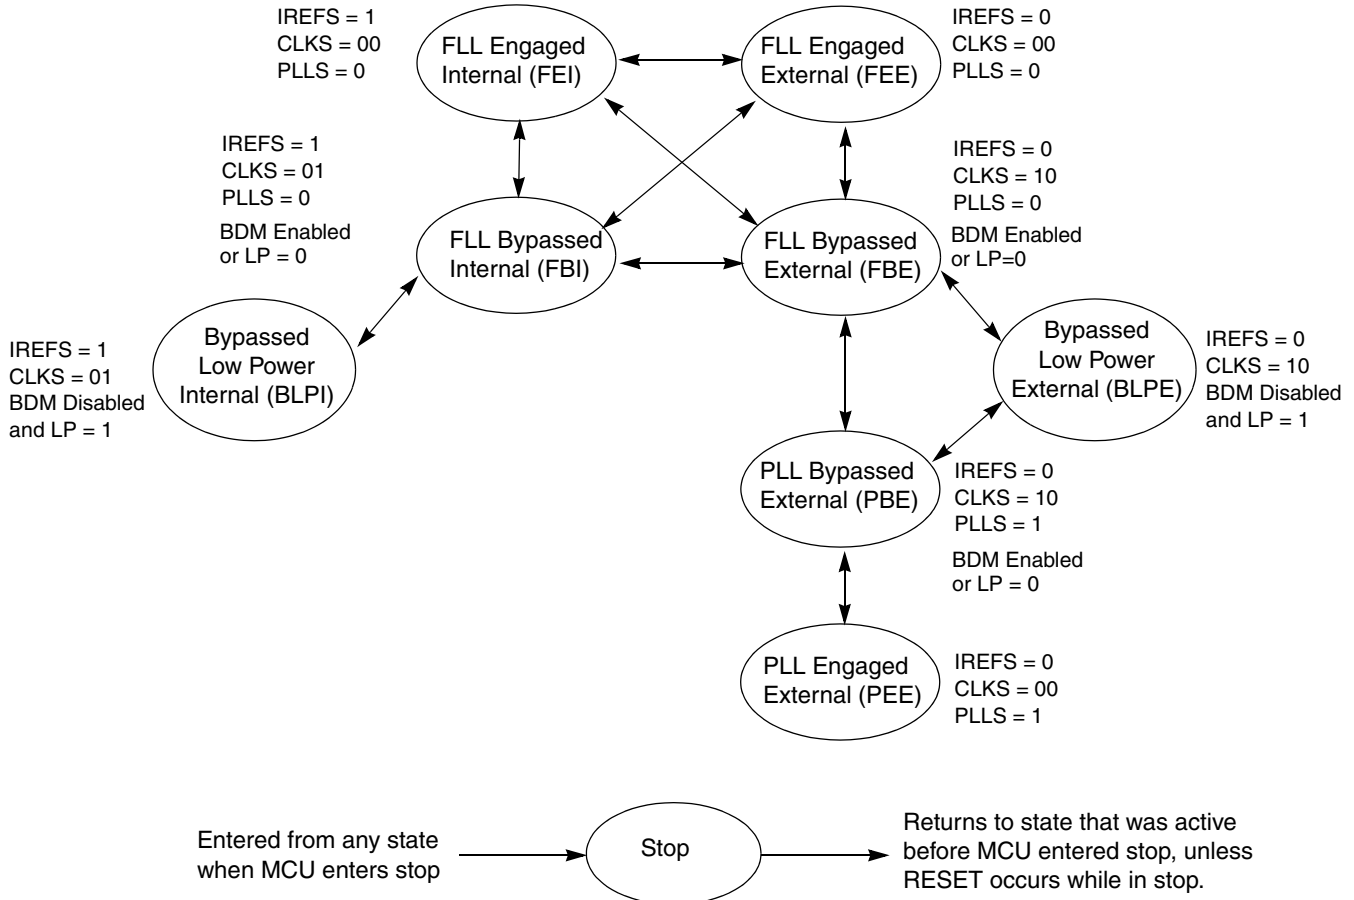 IREFS = 1
CLKS = 00
PLLS = 0
FLL Engaged
Internal (FEI)
FLL Engaged
External (FEE)
IREFS = 0
CLKS = 00
PLLS = 0
IREFS = 1
CLKS = 01
PLLS = 0
BDM Enabled
or LP = 0
FLL Bypassed
Internal (FBI)
FLL Bypassed
External (FBE)
IREFS = 0
CLKS = 10
PLLS = 0
BDM Enabled
or LP=0
IREFS = 1
CLKS = 01
BDM Disabled
and LP = 1
Bypassed
Low Power
Internal (BLPI)
Bypassed
Low Power
External (BLPE)
IREFS = 0
CLKS = 10
BDM Disabled
and LP = 1
PLL Bypassed
External (PBE)
IREFS = 0
CLKS = 10
PLLS = 1
BDM Enabled
or LP = 0
PLL Engaged
External (PEE)
IREFS = 0
CLKS = 00
PLLS = 1
Entered from any state
when MCU enters stop
Stop
Returns to state that was active
before MCU entered stop, unless
RESET occurs while in stop.